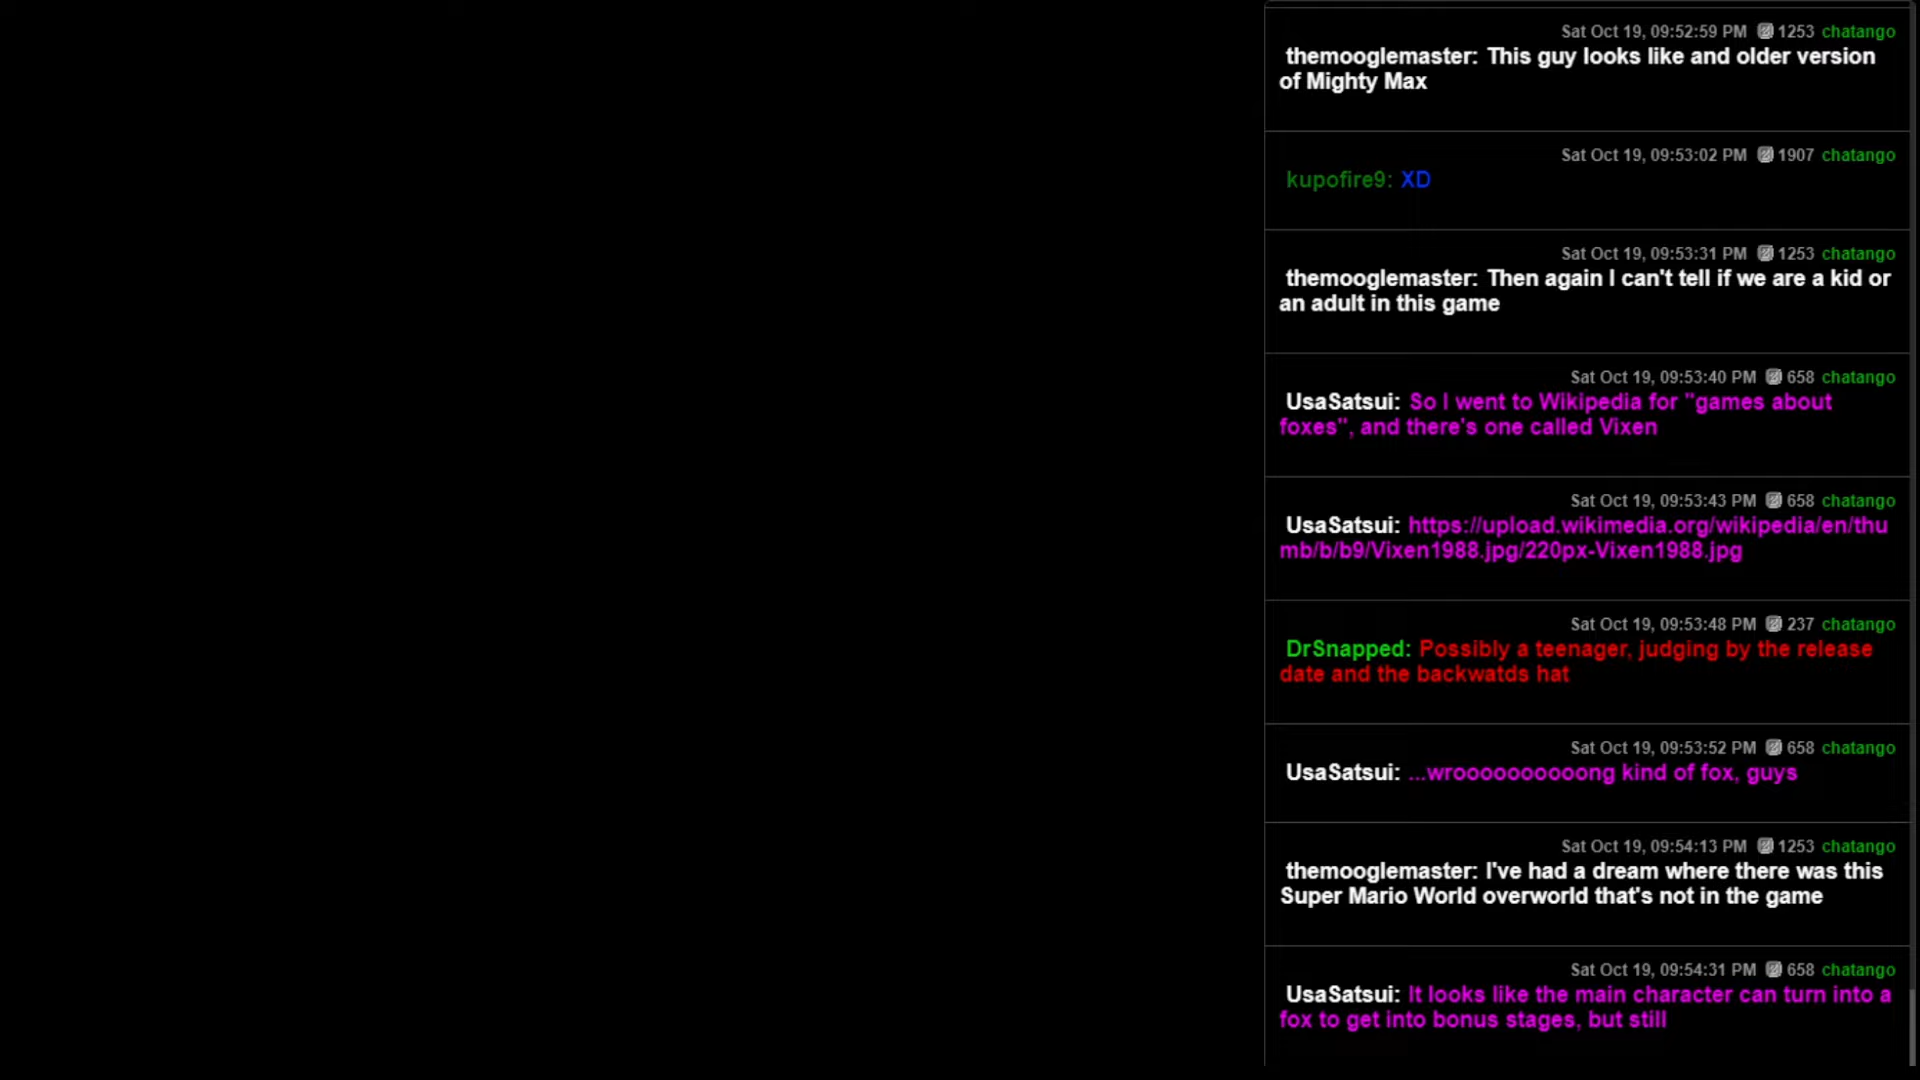 Sat Oct 19, 09:52:59 PM 1253 chatango
themooglemaster: This guy looks like and older version
of Mighty Max
Sat Oct 19, 09:53:02 PM 1907 chatango
kupofire9: XD
Sat Oct 19, 09:53:31 PM 1253 chatango
themooglemaster: Then again I can't tell if we are a kid or
an adult in this game
Sat Oct 19, 09:53:40 PM 658 chatango
UsaSatsui: So I went to Wikipedia for "games about
foxes", and there's one called Vixen
Sat Oct 19, 09:53:43 PM 658 chatango
UsaSatsui: https://upload.wikimedia.org/wikipedia/en/thu
mb/b/b9/Vixen1988.jpg/220px-Vixen1988.jpg
Sat Oct 19, 09:53:48 PM 237 chatango
DrSnapped: Possibly a teenager, judging by the release
date and the backwatds hat
Sat Oct 19, 09:53:52 PM 658 chatango
UsaSatsui: ...wroooooooooong kind of fox, guys
Sat Oct 19, 09:54:13 PM 1253 chatango
themooglemaster: I've had a dream where there was this
Super Mario World overworld that's not in the game
Sat Oct 19, 09:54:31 PM 658 chatango
UsaSatsui: It looks like the main character can turn into a
fox to get into bonus stages, but still